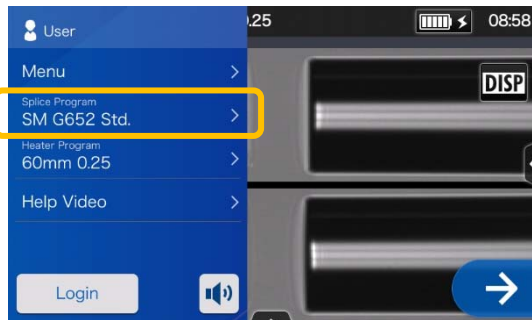 User
.25
08:58
Menu
DISP
Splice Program
SM G652 Std.
Heater Program
60mm 0.25
Help Video
Login